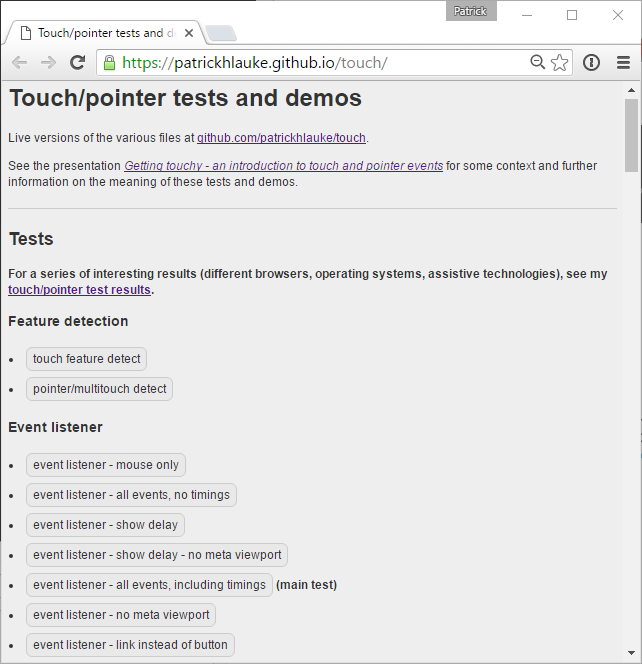 Patrick
Touch/pointer tests and d
https://patrickhlauke.github.io/touch/
Touch/pointer tests and demos
Live versions of the various files at github.com/patrickhlauke/touch.
See the presentation Getting touchy - an introduction to touch and pointer events for some context and further
information on the meaning of these tests and demos.
Tests
For a series of interesting results (different browsers, operating systems, assistive technologies), see my
touch/pointer test results.
Feature detection
• touch feature detect
• pointer/multitouch detect
Event listener
• event listener - mouse only
• event listener - all events, no timings
• event listener - show delay
• event listener - show delay - no meta viewport
• event listener - all events, including timings (main test)
• event listener - no meta viewport
• event listener - link instead of button